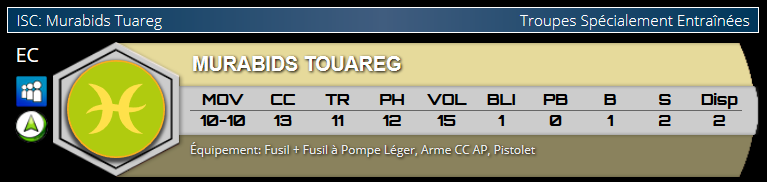 ISC: Murabids Tuareg
Troupes Spécialement Entraînées
EC
MURABIDS TOUAREG
MOV CC TR PH VOL BLI PB B S Disp
10-10 13 11 12 15 1 0 1 2 2
Équipement: Fusil + Fusil à Pompe Léger, Arme CC AP, Pistolet